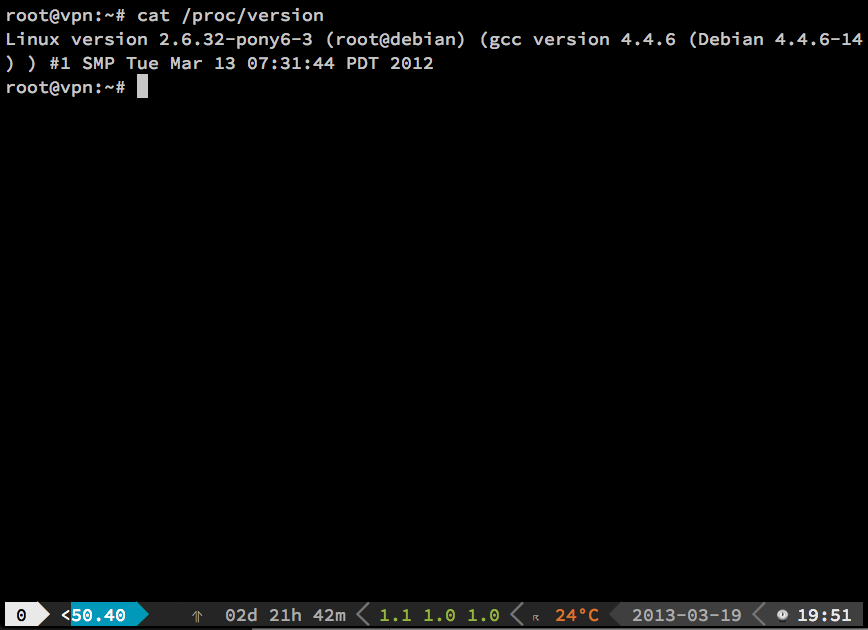 root@vpn:~# cat /proc/version
Linux version 2.6.32-pony6-3 (root@debian) (gcc version 4.4.6 (Debian 4.4.6-14
) ) #1 SMP Tue Mar 13 07:31:44 PDT 2012
root@vpn:~#
0 <50.40 ⇑ 02d 21h 42m 1.1 1.0 1.0 24°C 2013-03-19 19:51